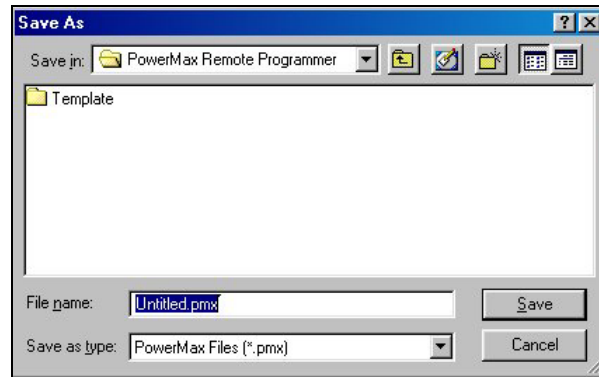 Save As
Save in: PowerMax Remote Programmer
Template
File name: Untitled.pmx Save
Save as type: PowerMax Files (*.pmx) Cancel